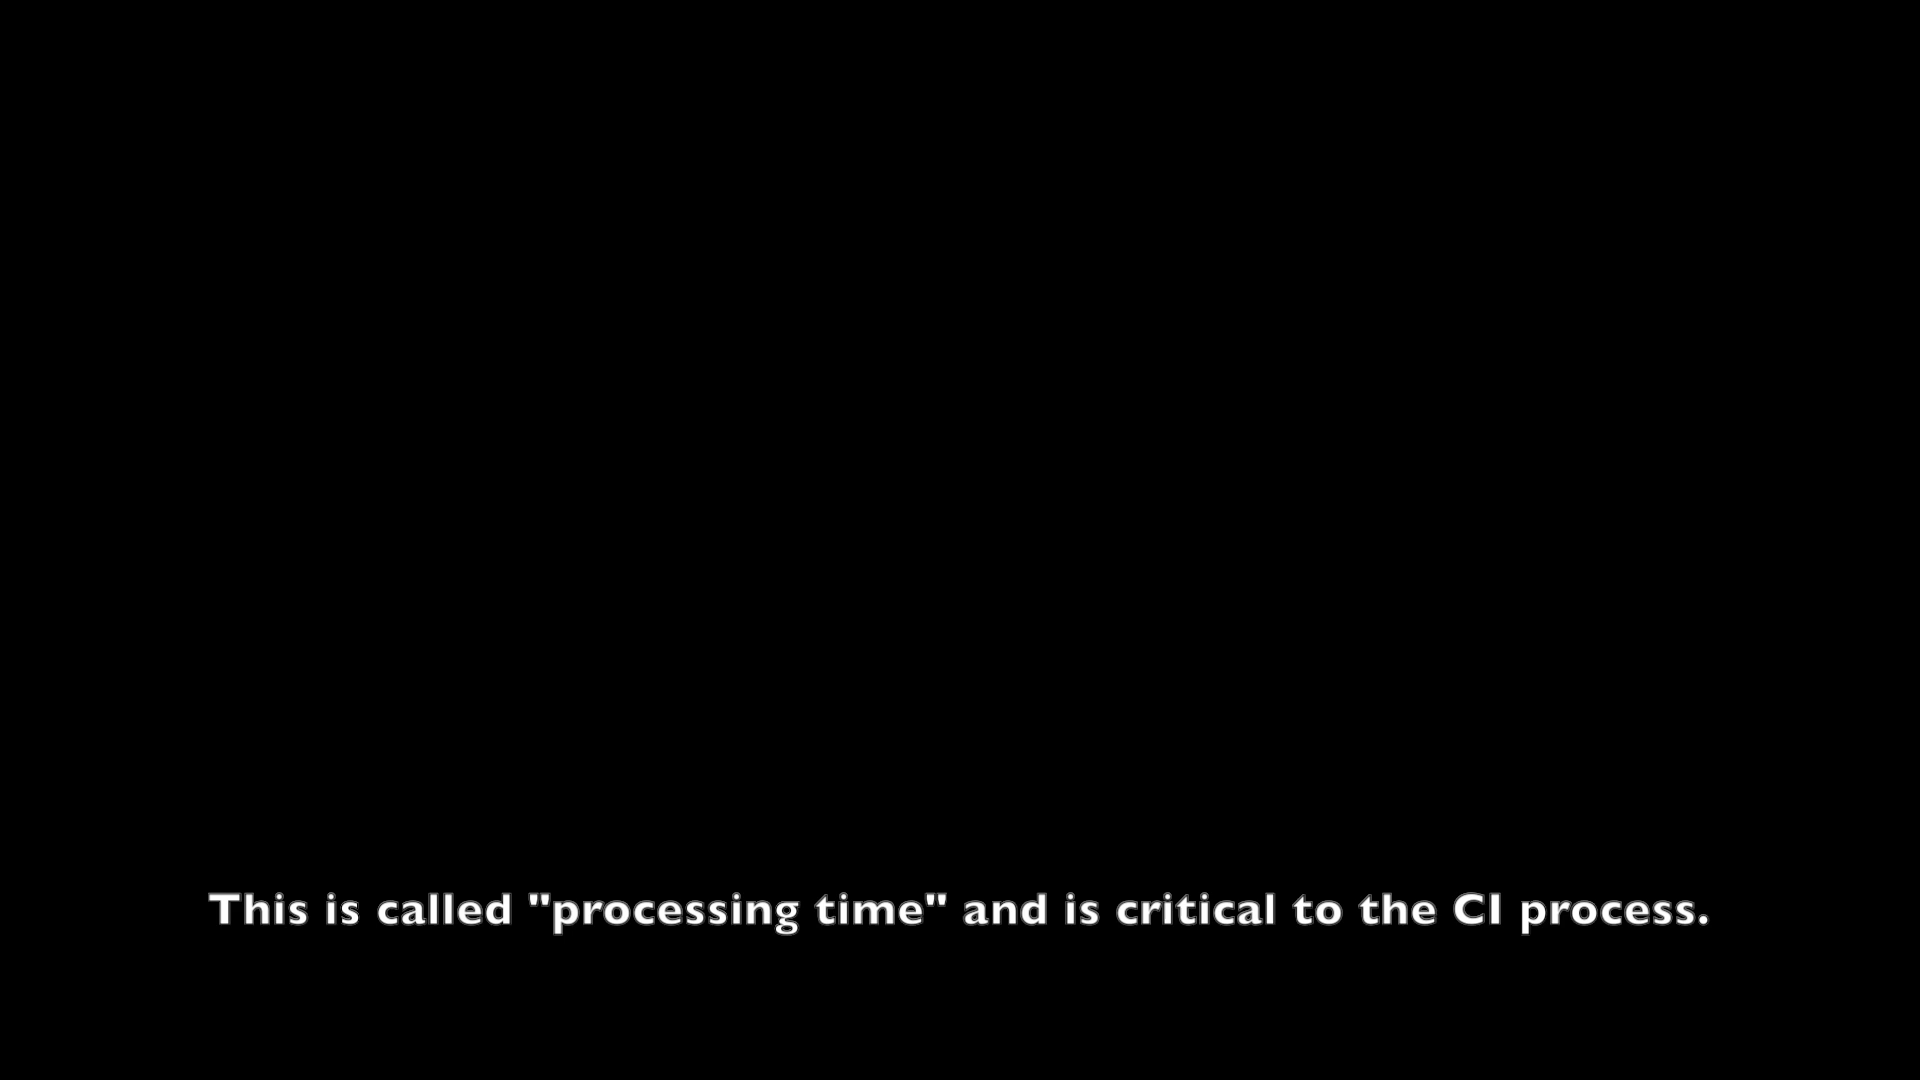 This is called "processing time" and is critical to the CI process.